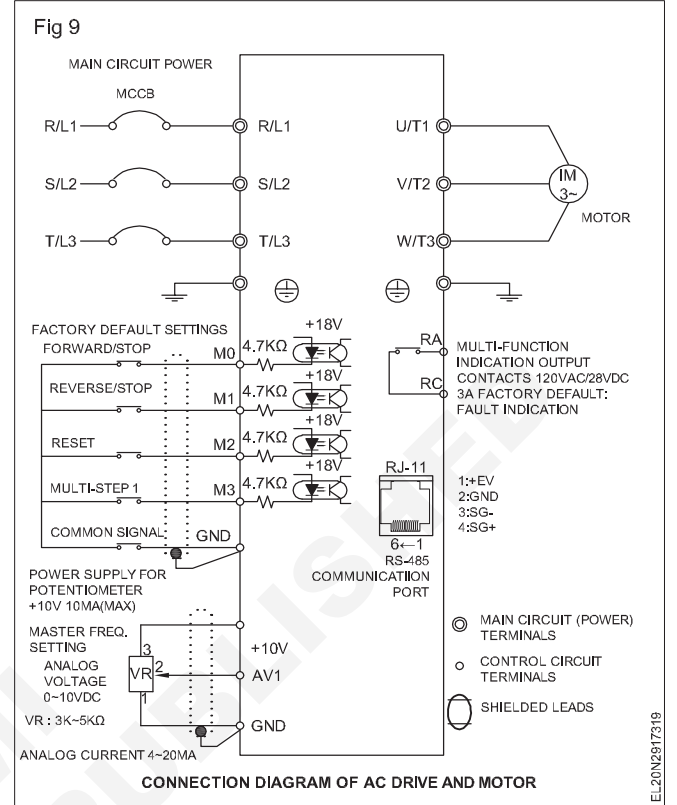 Fig 9
MAIN CIRCUIT POWER
MCCB
R/L1
R/L1
U/T1
S/L2
S/L2
V/T2
IM
3~
MOTOR
T/L3
T/L3
W/T3
FACTORY DEFAULT SETTINGS
FORWARD/STOP
M0
4.7KΩ
+18V
REVERSE/STOP
M1
4.7KΩ
+18V
RESET
M2
4.7KΩ
+18V
MULTI-STEP 1
M3
4.7KΩ
+18V
COMMON SIGNAL
GND
RA
RC
MULTI-FUNCTION
INDICATION OUTPUT
CONTACTS 120VAC/28VDC
3A FACTORY DEFAULT:
FAULT INDICATION
RJ-11
6←1
RS-485
COMMUNICATIION
PORT
1:+EV
2:GND
3:SG-
4:SG+
POWER SUPPLY FOR
POTENTIOMETER
+10V 10MA(MAX)
MASTER FREQ.
SETTING
ANALOG
VOLTAGE
0~10VDC
VR : 3K~5KΩ
3
VR
2
1
+10V
AV1
GND
ANALOG CURRENT 4~20MA
MAIN CIRCUIT (POWER)
TERMINALS
CONTROL CIRCUIT
TERMINALS
SHIELDED LEADS
CONNECTION DIAGRAM OF AC DRIVE AND MOTOR
EL20N2917319